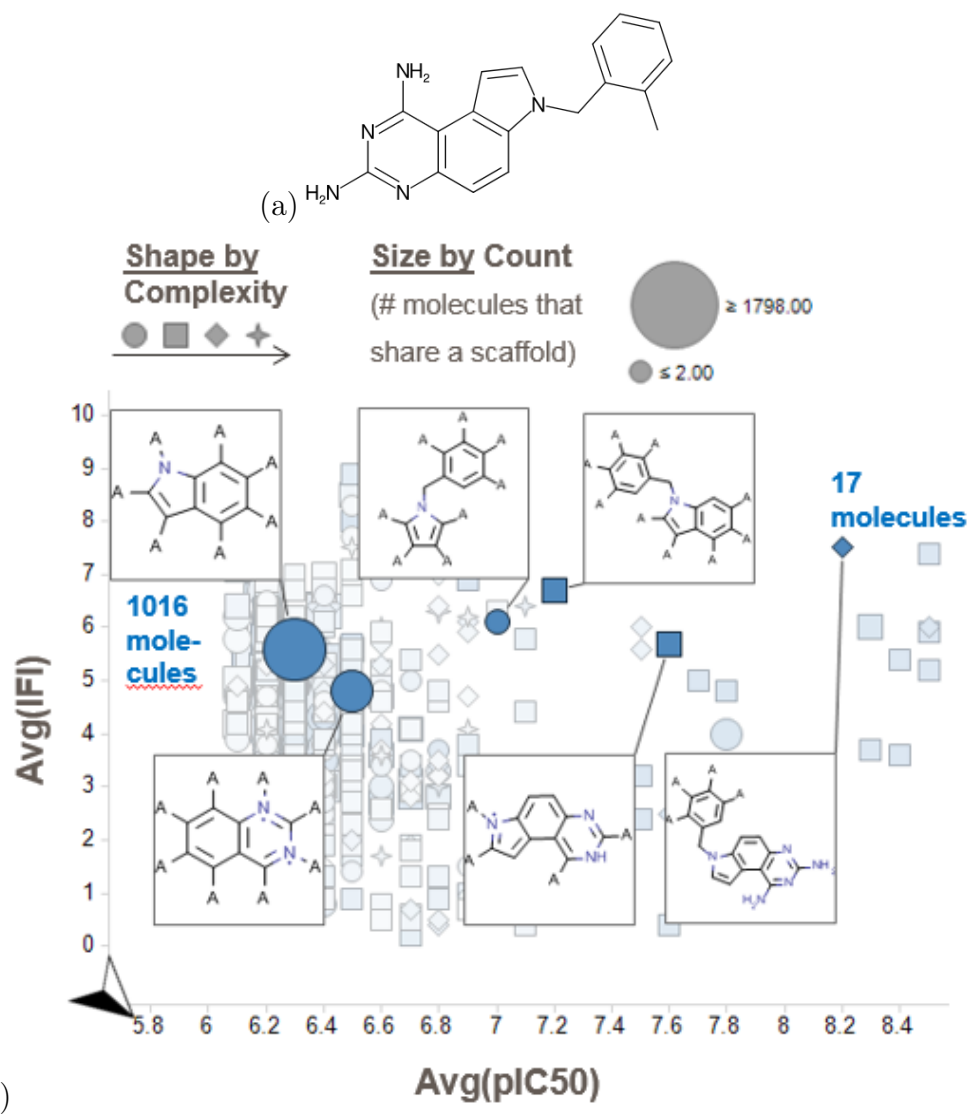 NH2
N
N
H2N
N
(a)
Shape by
Complexity
Size by Count
(# molecules that
share a scaffold)
≥ 1798.00
≤ 2.00
10
9
8
7
6
5
4
3
2
1
0
Avg(IFI)
A
N
A
A
A
A
A
A
A
A
A
A
N
A
A
A
A
A
A
A
A
A
N
A
A
A
A
A
17
molecules
1016
mole-
cules
A
A
N+
A
A
N+
A
A
A
A
A
N+
A
N
A
NH
A
A
A
A
A
N
N
N
NH2
H2N
5.8
6
6.2
6.4
6.6
6.8
7
7.2
7.4
7.6
7.8
8
8.2
8.4
Avg(pIC50)
)